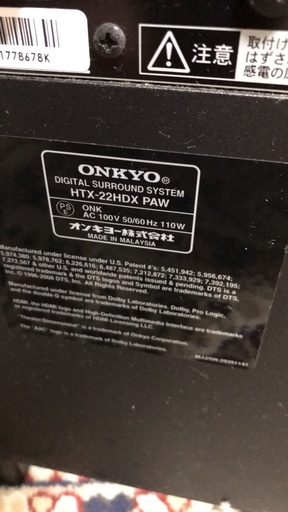 1778678K
注意
取付け
はずさ
感電の
ONKYO®
DIGITAL SURROUND SYSTEM
HTX-22HDX PAW
PS E ONK
AC 100V 50/60 Hz 110W
オンキヨー株式会社
MADE IN MALAYSIA
Manufactured under license under U.S. Patent #'s: 5,451,942; 5,956,674;
5,974,380; 5,978,762; 6,226,616; 6,487,535; 7,212,872; 7,333,929; 7,392,195;
7,272,567 & other U.S. and worldwide patents issued & pending. DTS is a
registered trademark & the DTS logos and Symbol are trademarks of DTS,
Inc. © 1996-2008 DTS, Inc. All Rights Reserved.
Manufactured under license from Dolby Laboratories. Dolby, Pro Logic,
and the double-D symbol are trademarks of Dolby Laboratories.
HDMI, the HDMI logo and High-Definition Multimedia Interface are trademarks
or registered trademarks of HDMI Licensing LLC.
is a trademark of Onkyo Corporation.